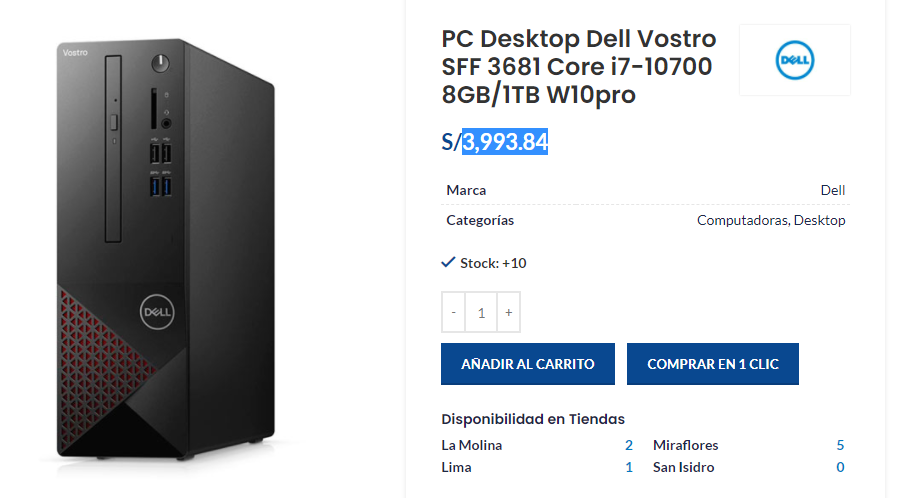 Vostro
DELL
PC Desktop Dell Vostro
SFF 3681 Core i7-10700
8GB/1TB W10pro
DELL
S/3,993.84
Marca Dell
Categorías Computadoras, Desktop
Stock: +10
- 1 +
AÑADIR AL CARRITO COMPRAR EN 1 CLIC
Disponibilidad en Tiendas
La Molina 2 Miraflores 5
Lima 1 San Isidro 0